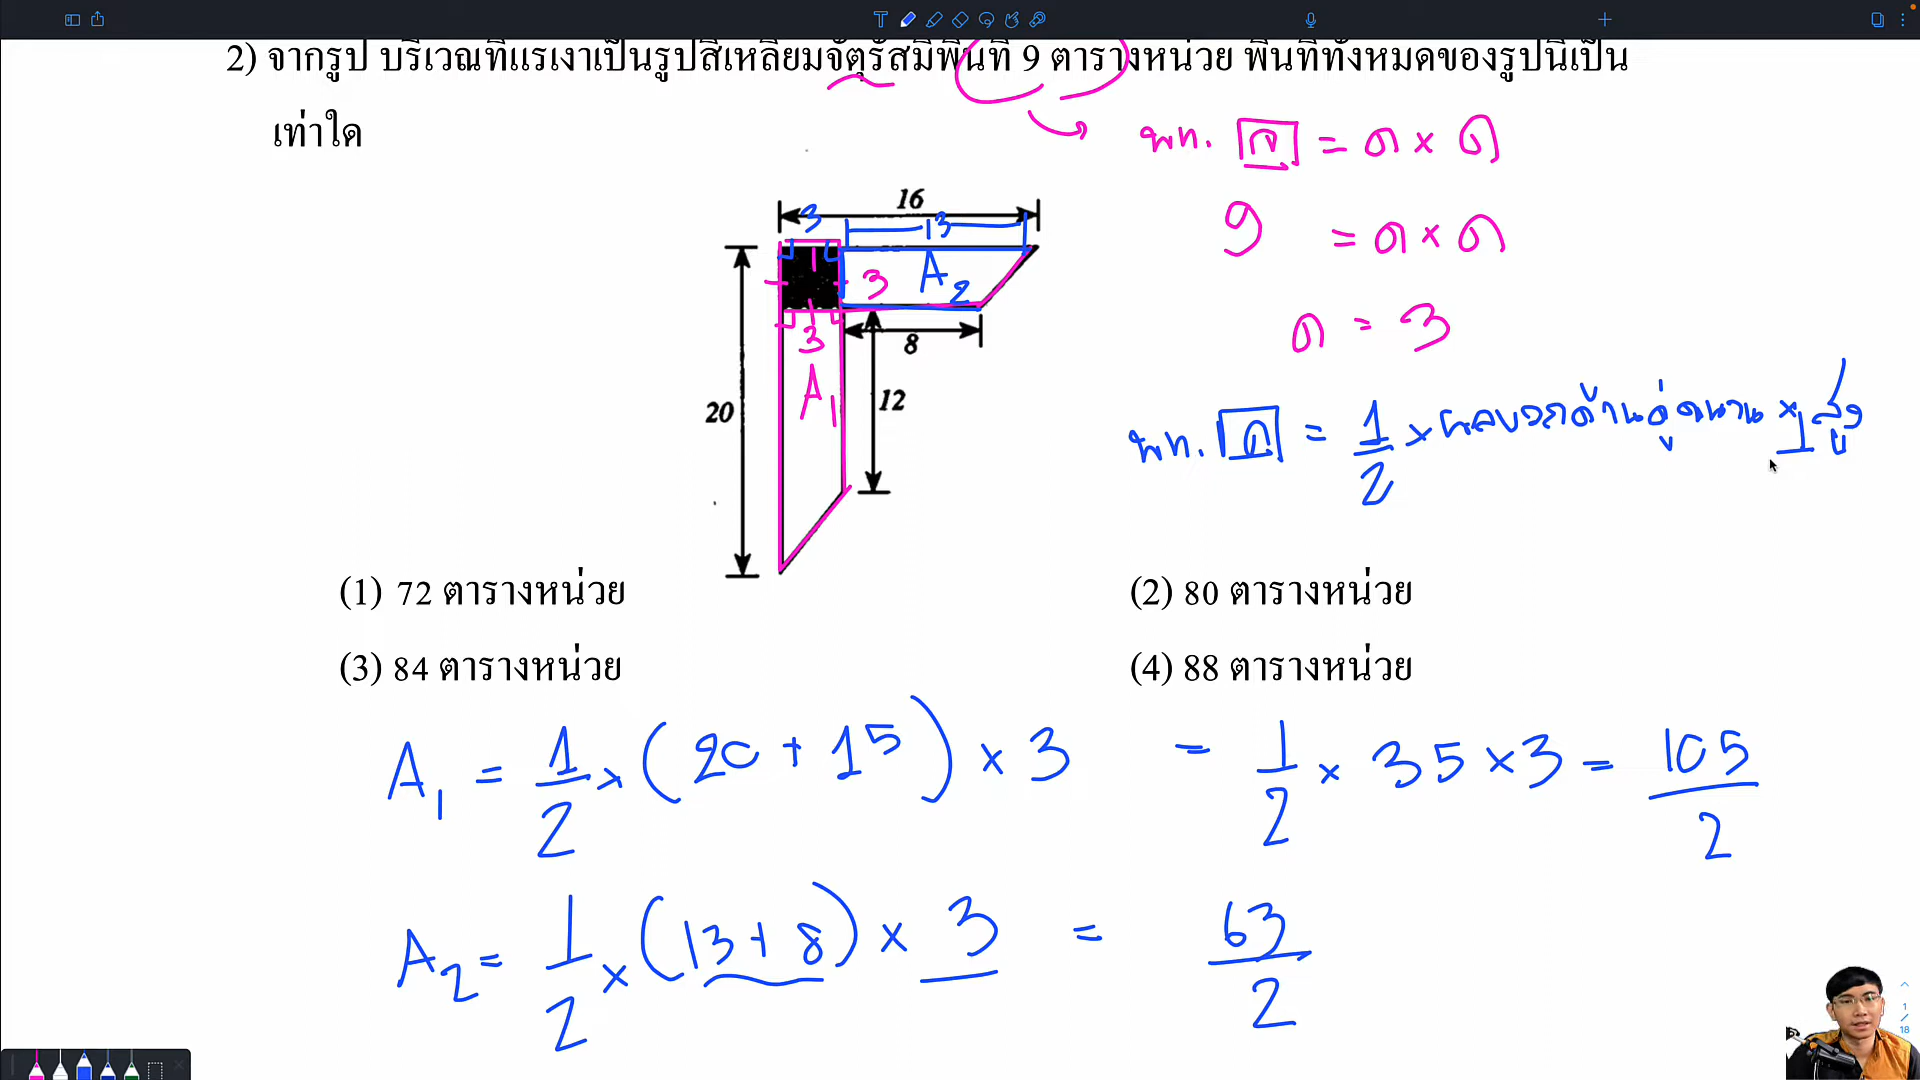 2) จากรูป บริเวณที่แรเงาเป็นรูปสี่เหลี่ยมจัตุรัสมีพื้นที่ 9 ตารางหน่วย พื้นที่ทั้งหมดของรูปนี้เป็น
เท่าใด
พท. จ = ด × ด
9 = ด × ด
ด = 3
16
3
13
A2
3
3
8
A1
20
12
พท. ค = 1/2 × ผลบวกด้านคู่ขนาน × สูง
(1) 72 ตารางหน่วย
(2) 80 ตารางหน่วย
(3) 84 ตารางหน่วย
(4) 88 ตารางหน่วย
A1 = 1/2 × (20 + 15) × 3 = 1/2 × 35 × 3 = 105/2
A2 = 1/2 × (13 + 8) × 3 = 63/2
1
/
18